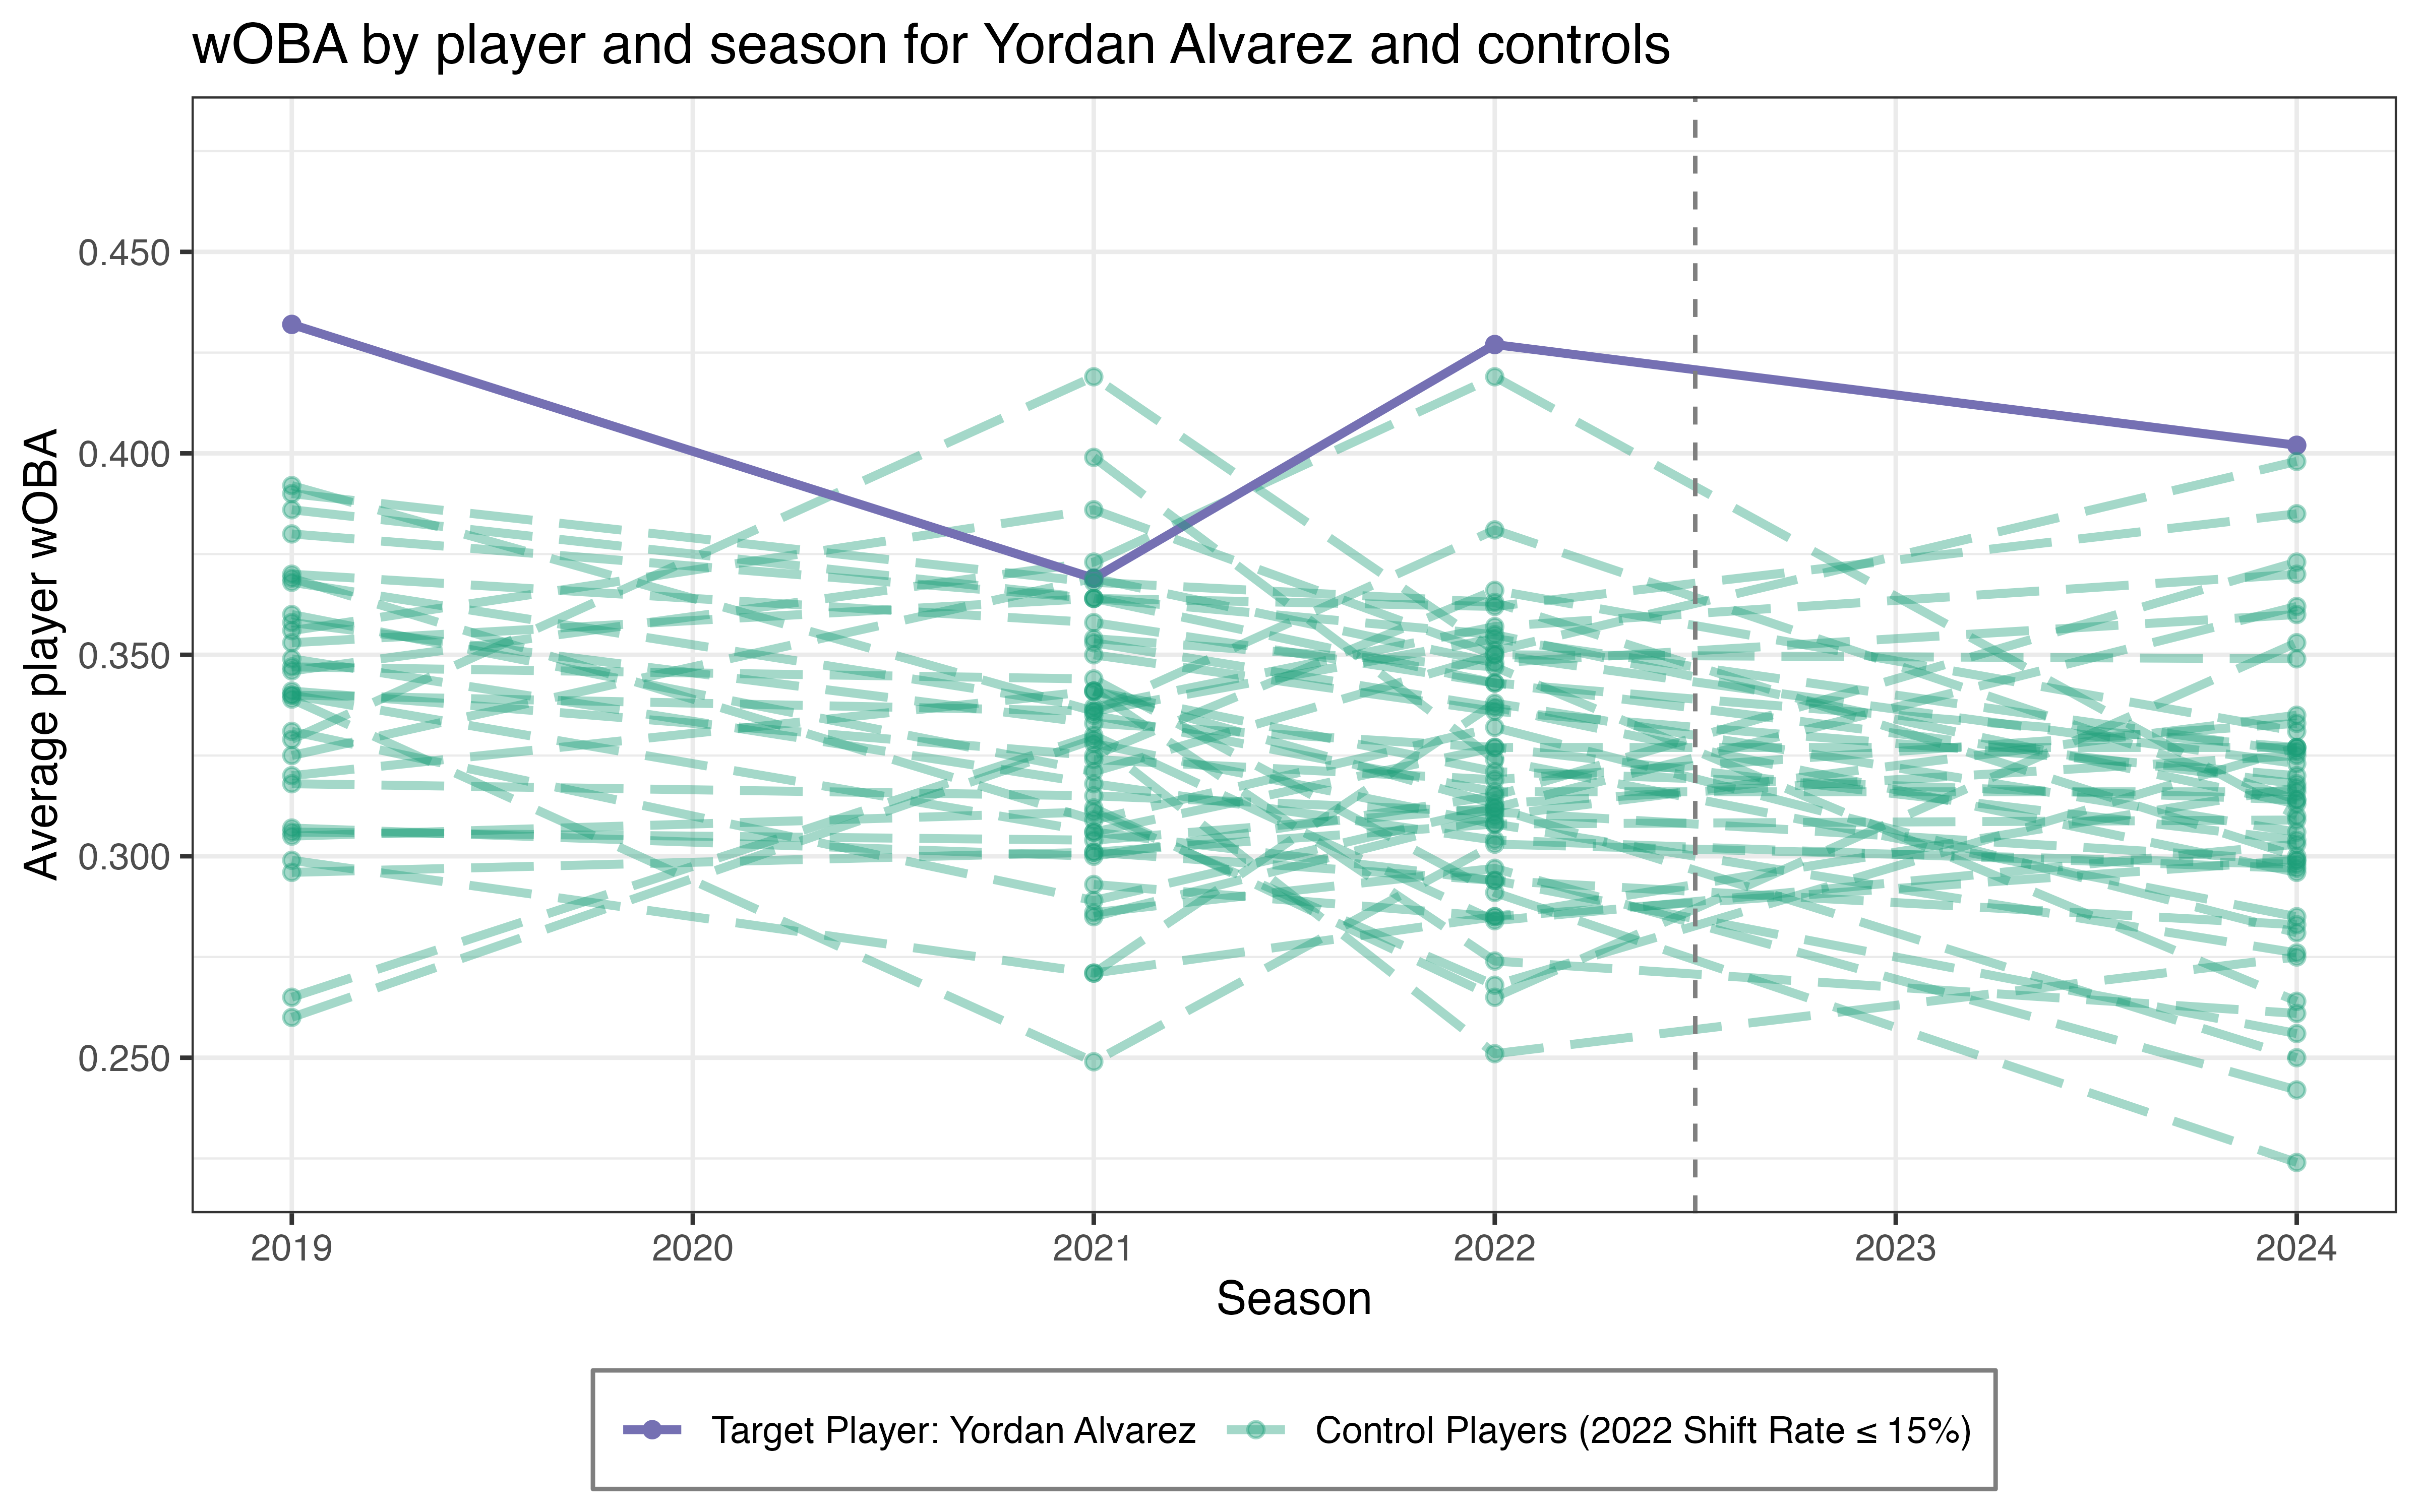 wOBA by player and season for Yordan Alvarez and controls
Average player wOBA
0.450
0.400
0.350
0.300
0.250
2019 2020 2021 2022 2023 2024
Season
Target Player: Yordan Alvarez Control Players (2022 Shift Rate ≤ 15%)